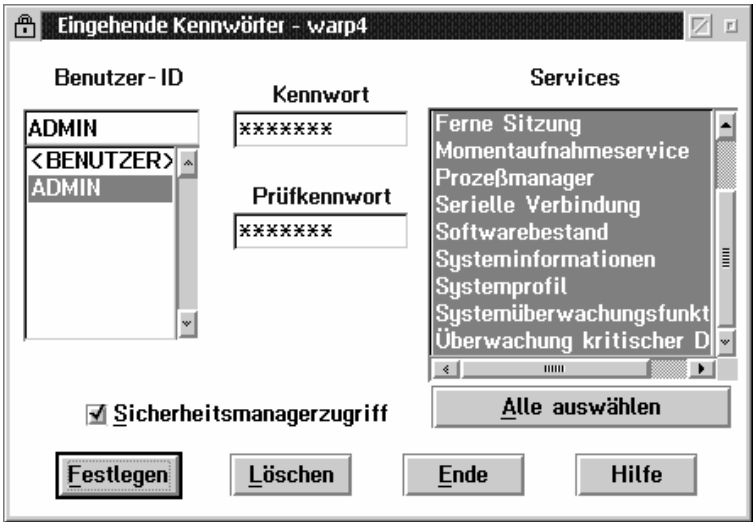 Eingehende Kennwörter - warp4
Benutzer-ID
ADMIN
<BENUTZER>
ADMIN
Kennwort
*******
Prüfkennwort
*******
Services
Ferne Sitzung
Momentaufnahmeservice
Prozeßmanager
Serielle Verbindung
Softwarebestand
Systeminformationen
Systemprofil
Systemüberwachungsfunkt
Überwachung kritischer D
Alle auswählen
Sicherheitsmanagerzugriff
Festlegen
Löschen
Ende
Hilfe